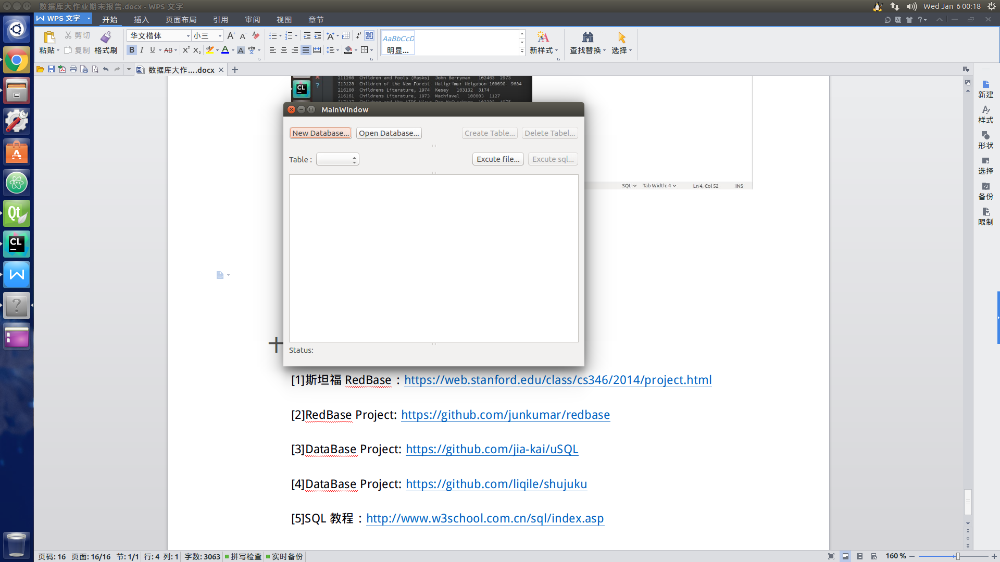 数据库大作业期末报告.docx - WPS 文字
Wed Jan 6 00:18
WPS 文字
开始 插入 页面布局 引用 审阅 视图 章节
粘贴 剪切 复制 格式刷
华文楷体 小三
AaBbCcD
明显...
新样式 查找替换 选择
数据库大作....docx
211260 Children and Fools (Masks) John Berryman 102463 2973
213128 Children of the New Forest Hallgrímur Helgason 100090 9684
216160 Childrens Literature, 1974 Kesey 103132 3174
216161 Childrens Literature, 1973 Machiavel 100003 1127
MainWindow
New Database... Open Database... Create Table... Delete Tabel...
Table : Excute file... Excute sql...
SQL Tab Width: 4 Ln 4, Col 52 INS
Status:
新建
样式
形状
选择
备份
限制
[1]斯坦福 RedBase：https://web.stanford.edu/class/cs346/2014/project.html
[2]RedBase Project: https://github.com/junkumar/redbase
[3]DataBase Project: https://github.com/jia-kai/uSQL
[4]DataBase Project: https://github.com/liqile/shujuku
[5]SQL 教程：http://www.w3school.com.cn/sql/index.asp
页码: 16 页面: 16/16 节: 1/1 行: 4 列: 1 字数: 3063 拼写检查 实时备份 160 %